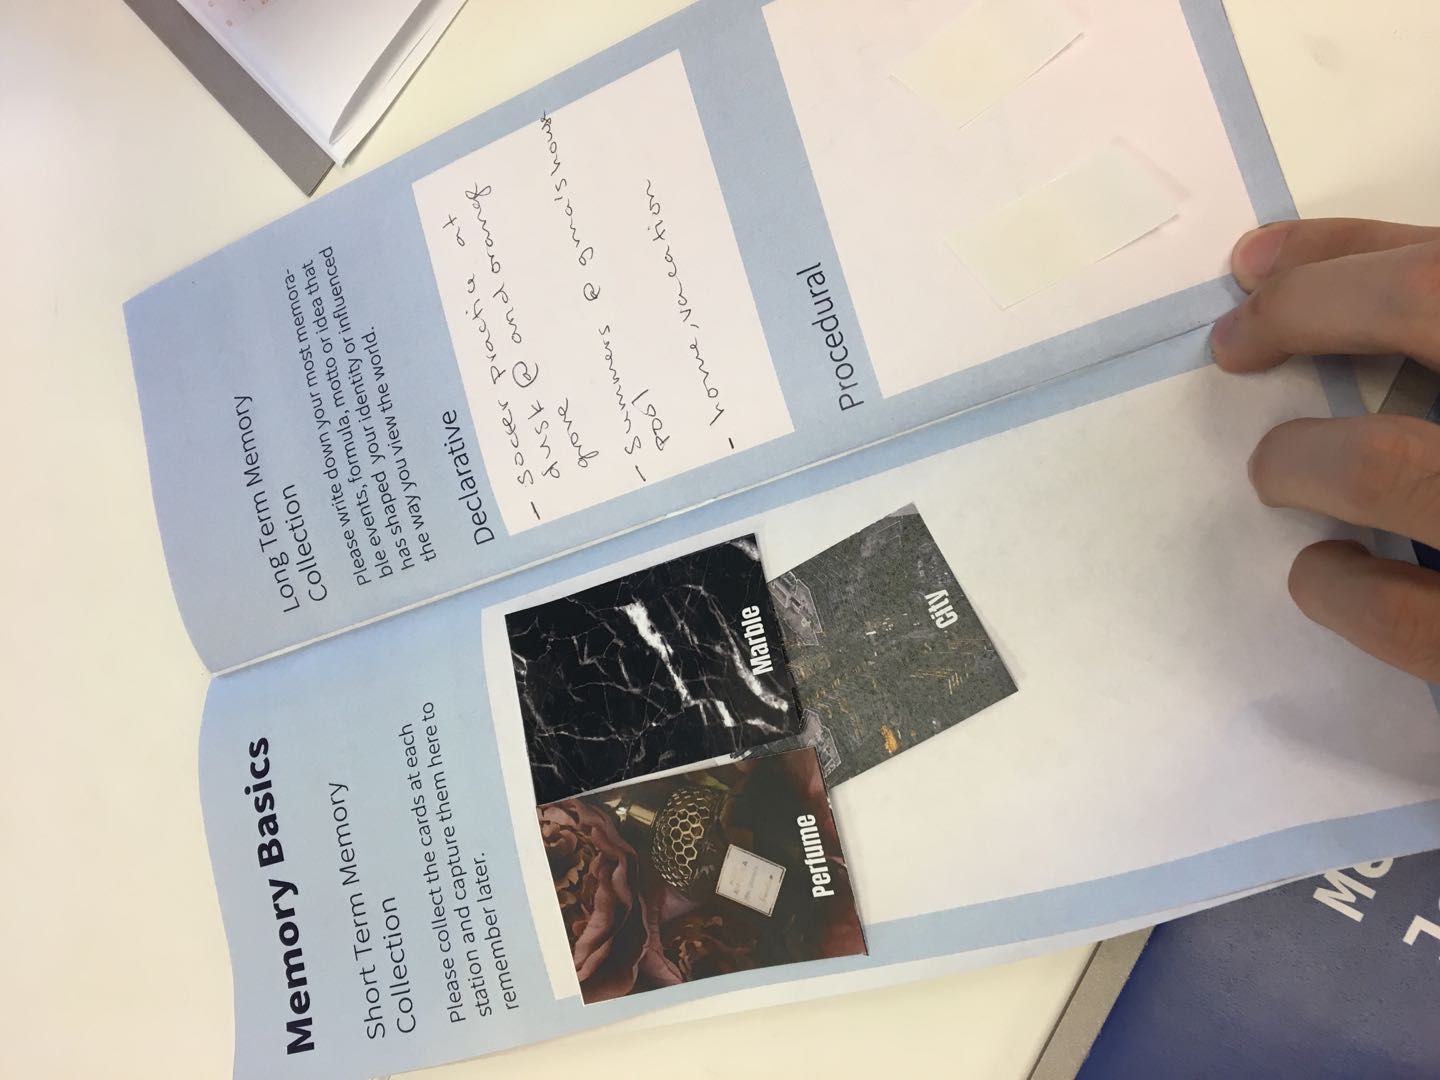 Memory Basics
Short Term Memory
Collection
Please collect the cards at each
station and capture them here to
remember later.
Perfume
Marble
City
Long Term Memory
Collection
Please write down your most memora-
ble events, formula, motto or idea that
has shaped your identity or influenced
the way you view the world.
Declarative
- soccer practice at
dusk @ and orange
grove
- summers @ gma's house
pool
- home, vacation
Procedural